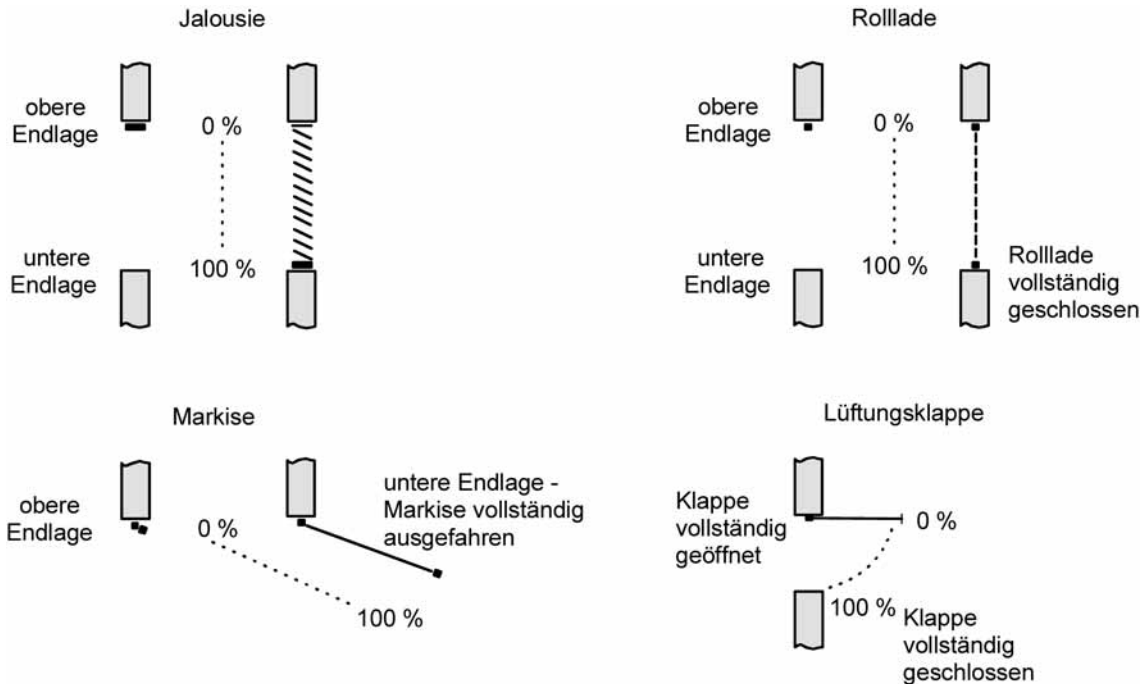 Jalousie
obere
Endlage
0 %
untere
Endlage
100 %
Rolllade
obere
Endlage
0 %
untere
Endlage
100 %
Rolllade
vollständig
geschlossen
Markise
obere
Endlage
0%
100 %
untere Endlage -
Markise vollständig
ausgefahren
Lüftungsklappe
Klappe
vollständig
geöffnet
0 %
100 %
Klappe
vollständig
geschlossen